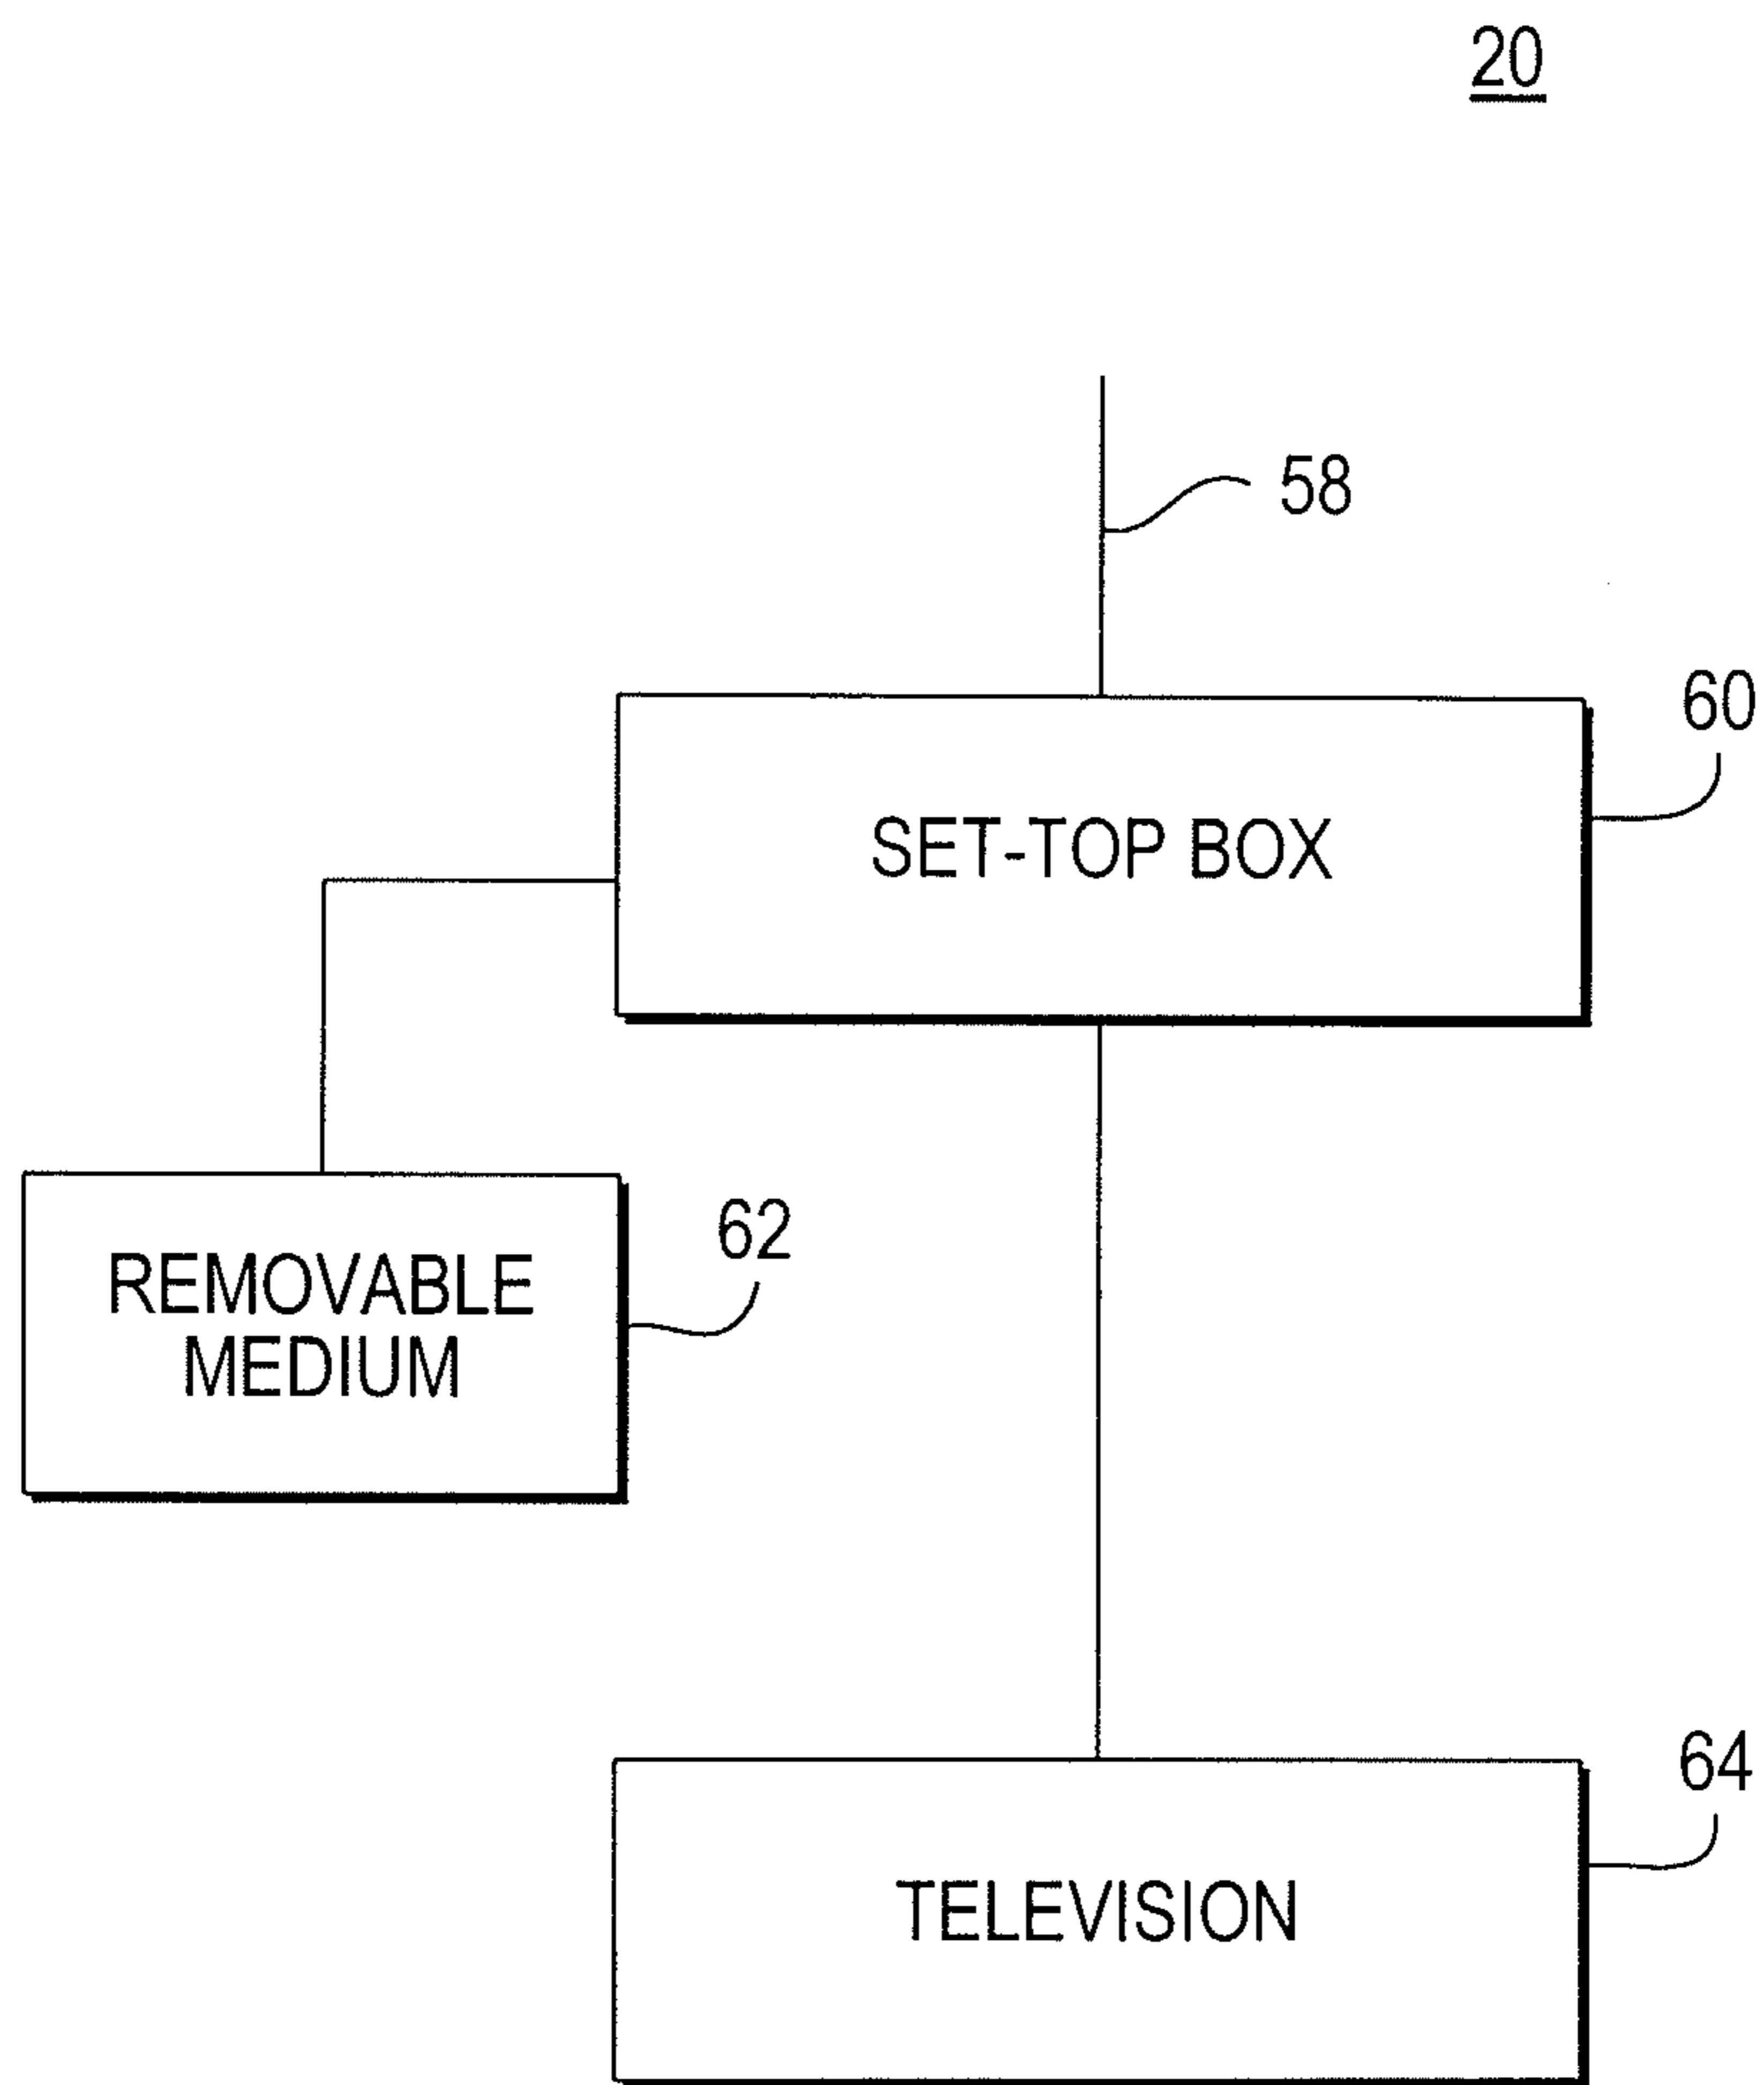 20
58
60
SET-TOP BOX
62
REMOVABLE
MEDIUM
64
TELEVISION